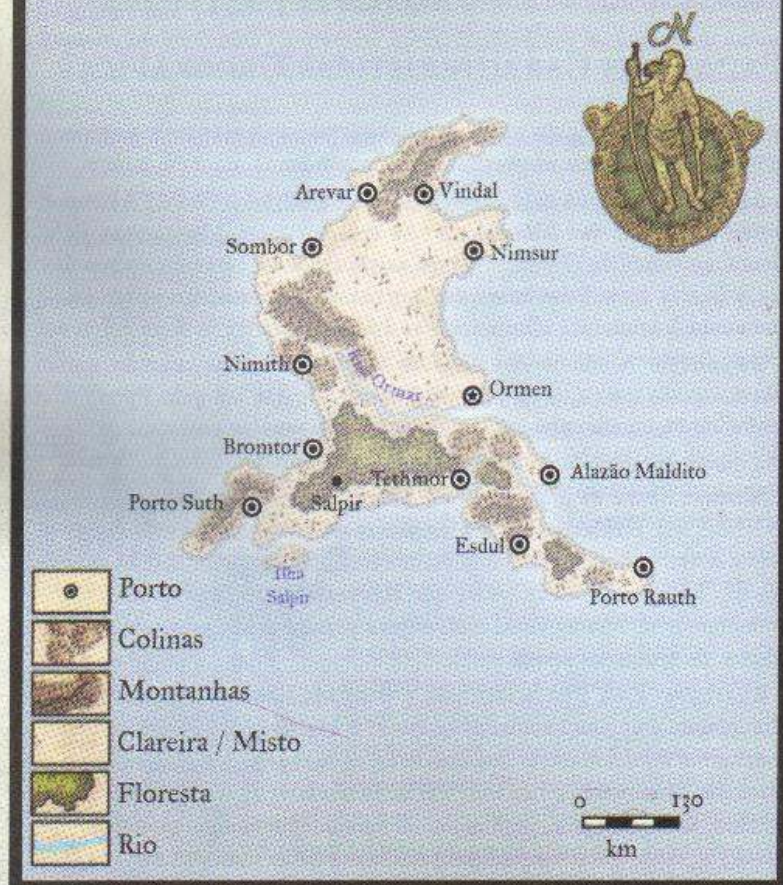 N
Arevar
Vindal
Sombor
Nimsur
Nimith
Rio Ormar
Ormen
Bromtor
Tethmor
Alazão Maldito
Porto Suth
Salpir
Esdul
Ilha
Salpir
Porto Rauth
Porto
Colinas
Montanhas
Clareira / Misto
Floresta
Rio
0 130
km